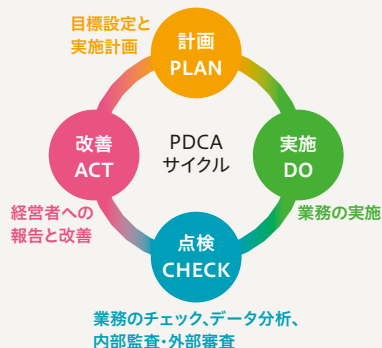 目標設定と
実施計画
計画
PLAN
改善
ACT
PDCA
サイクル
実施
DO
経営者への
報告と改善
業務の実施
点検
CHECK
業務のチェック、データ分析、
内部監査・外部審査